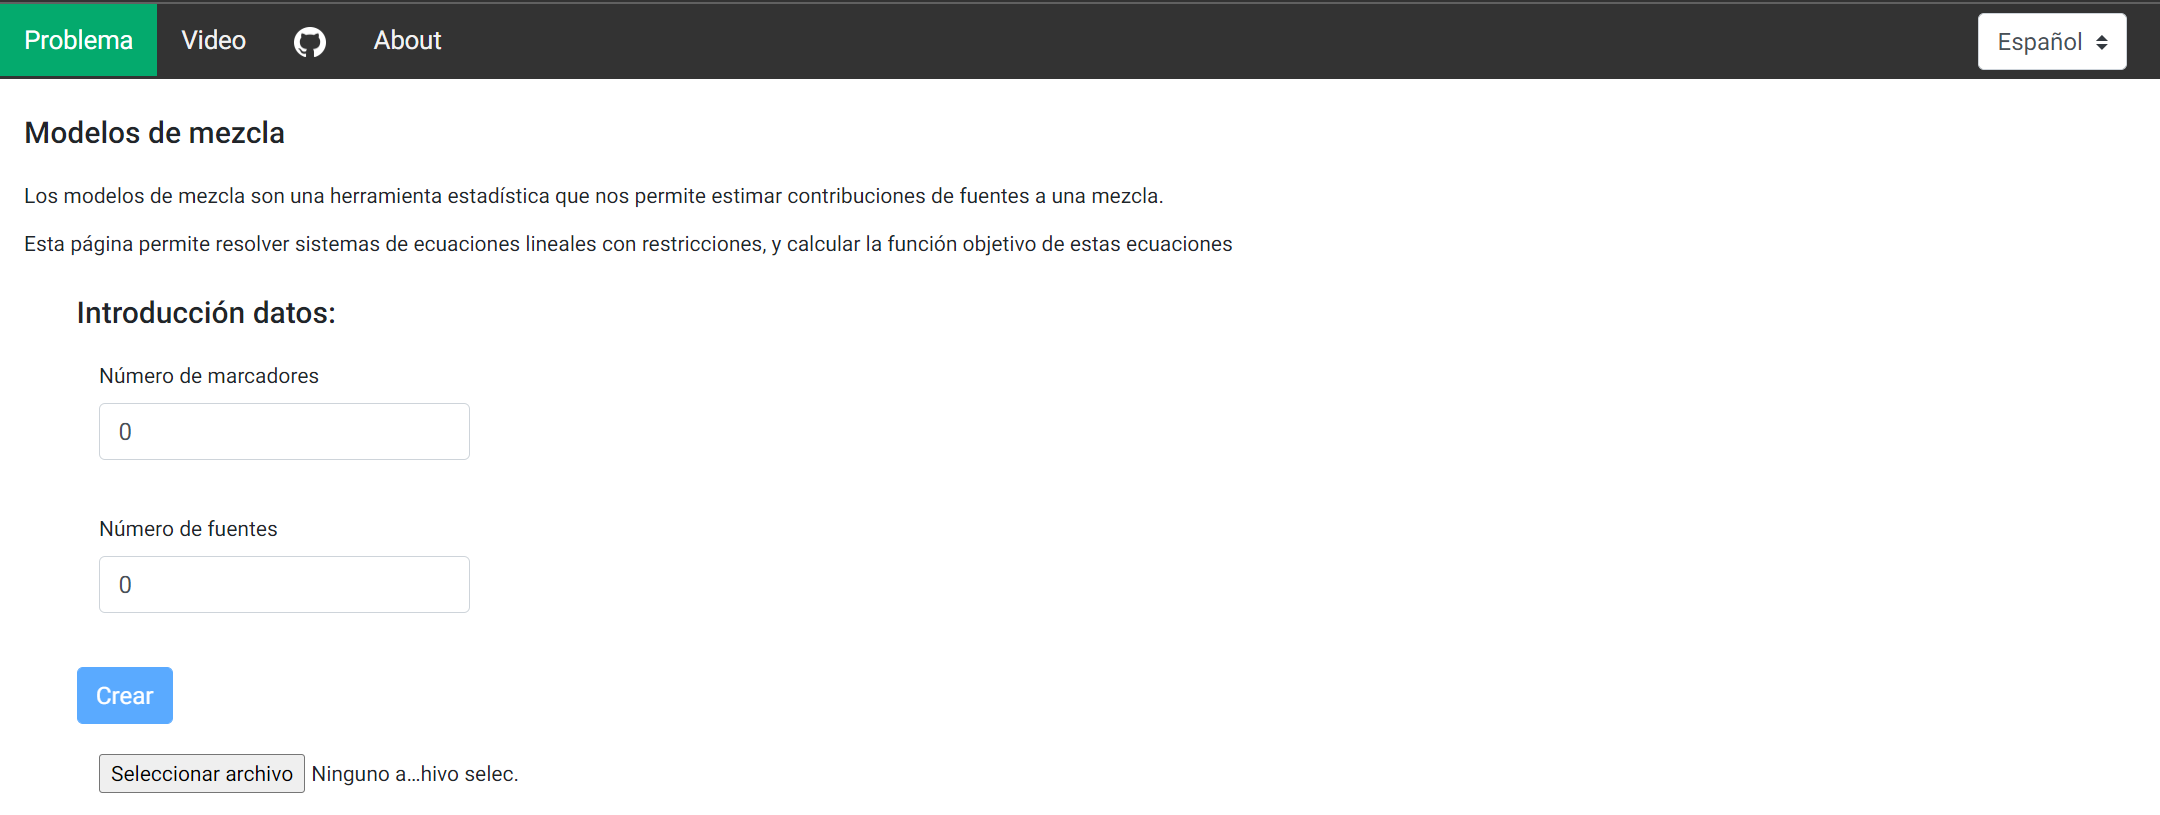 Problema Video About Español
Modelos de mezcla
Los modelos de mezcla son una herramienta estadística que nos permite estimar contribuciones de fuentes a una mezcla.
Esta página permite resolver sistemas de ecuaciones lineales con restricciones, y calcular la función objetivo de estas ecuaciones
Introducción datos:
Número de marcadores
0
Número de fuentes
0
Crear
Seleccionar archivo Ninguno a...hivo selec.